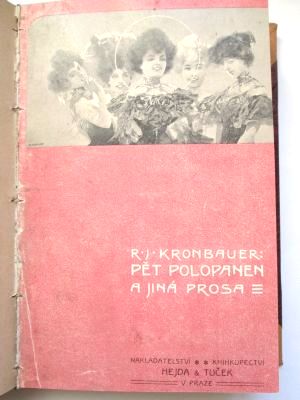 R·J·KRONBAUER:
PĚT POLOPANEN
A JINÁ PROSA
NAKLADATELSTVÍ * * KNIHKUPECTVÍ
HEJDA & TUČEK
V PRAZE